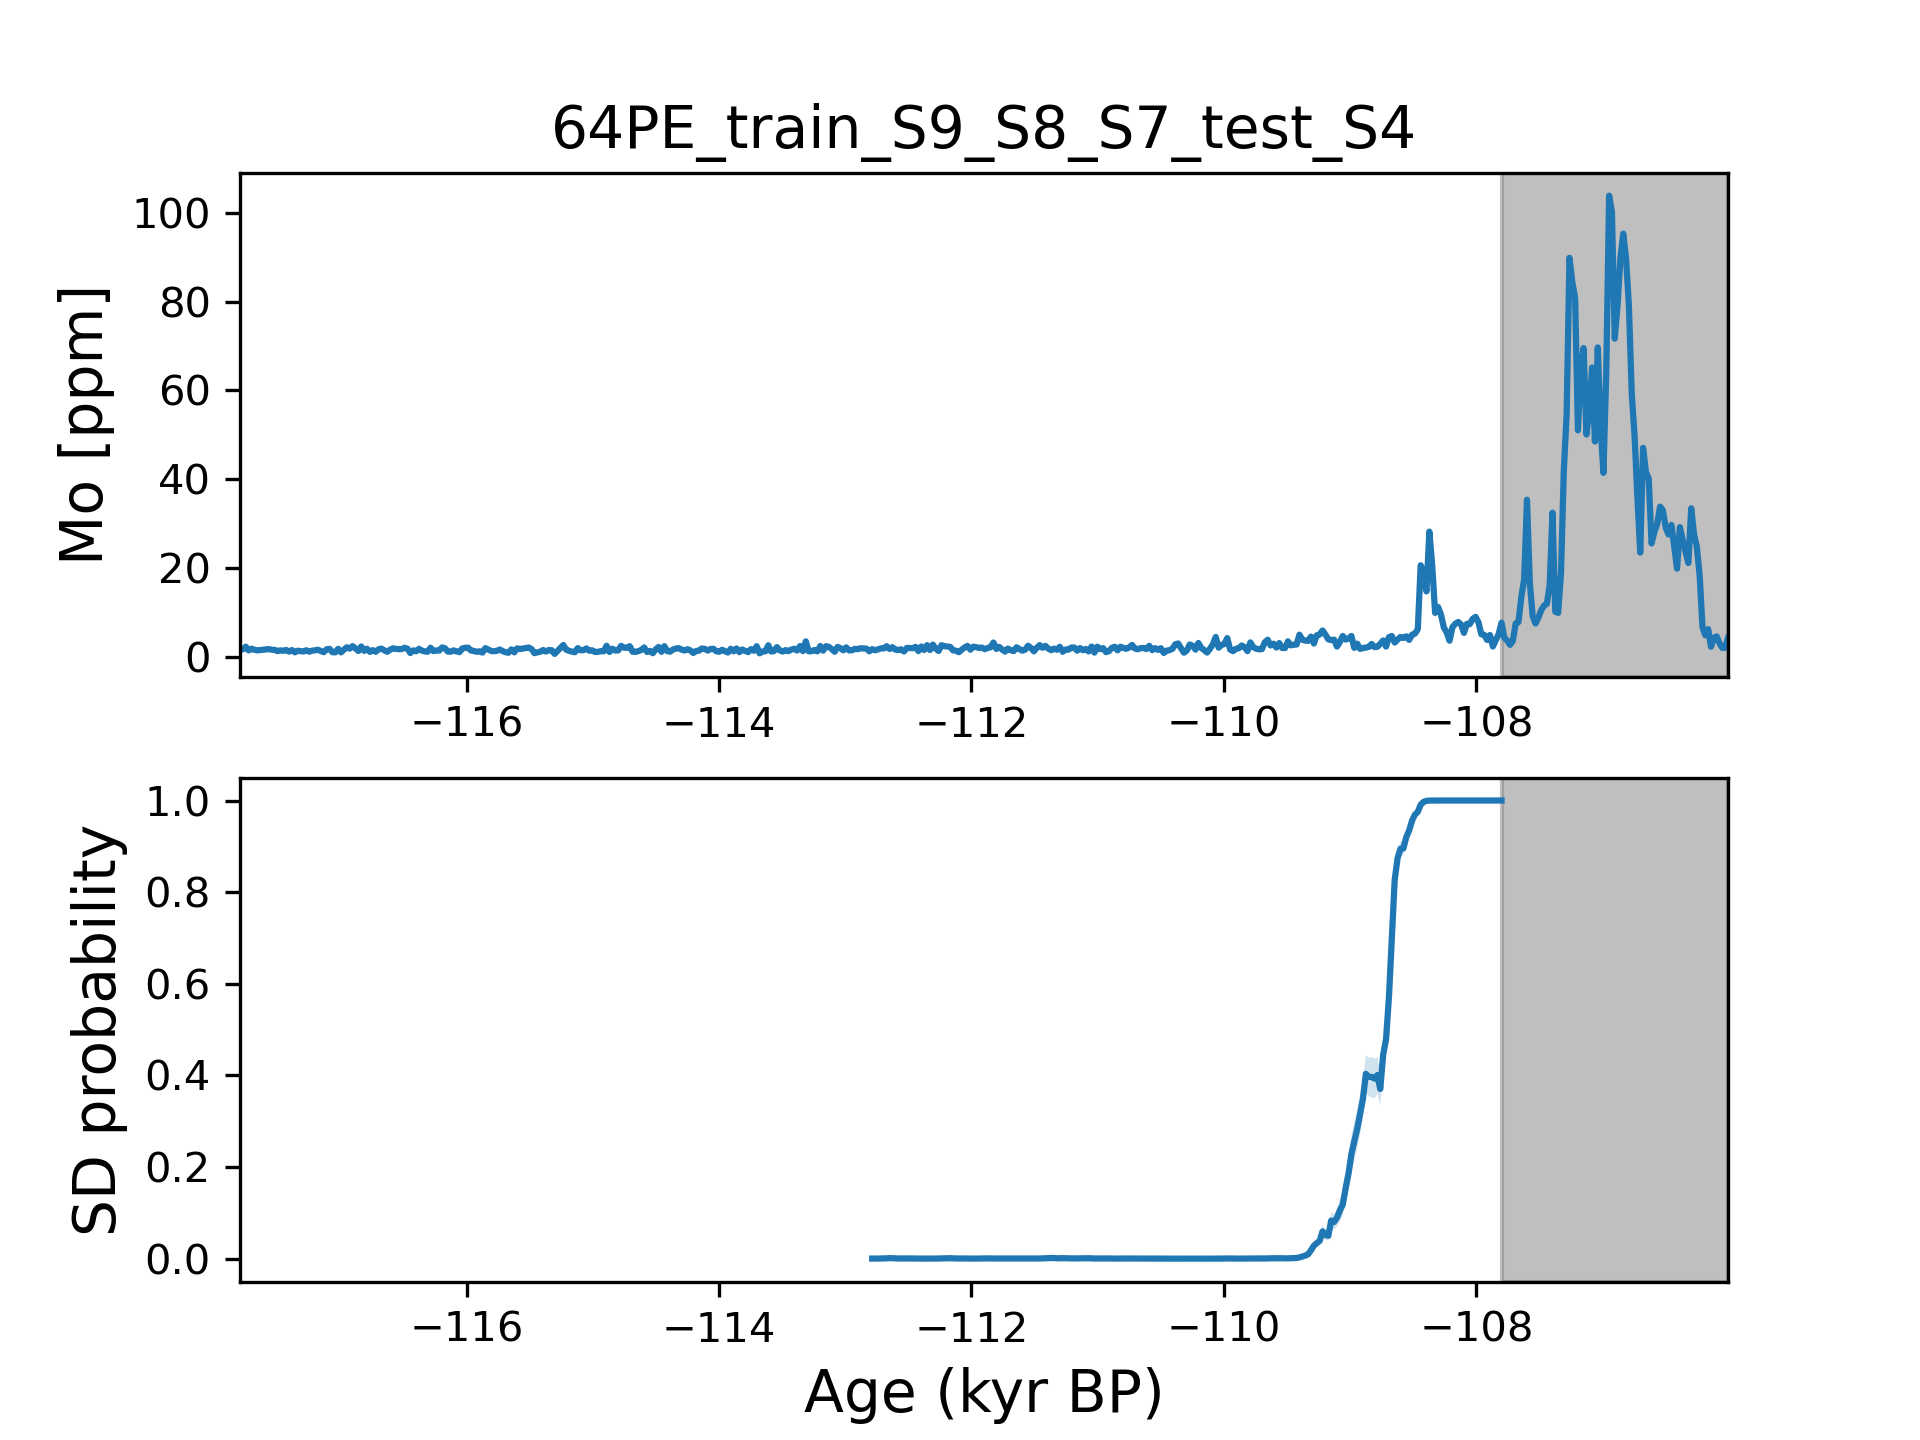 64PE_train_S9_S8_S7_test_S4
Mo [ppm]
100
80
60
40
20
0
−116 −114 −112 −110 −108
SD probability
1.0
0.8
0.6
0.4
0.2
0.0
−116 −114 −112 −110 −108
Age (kyr BP)